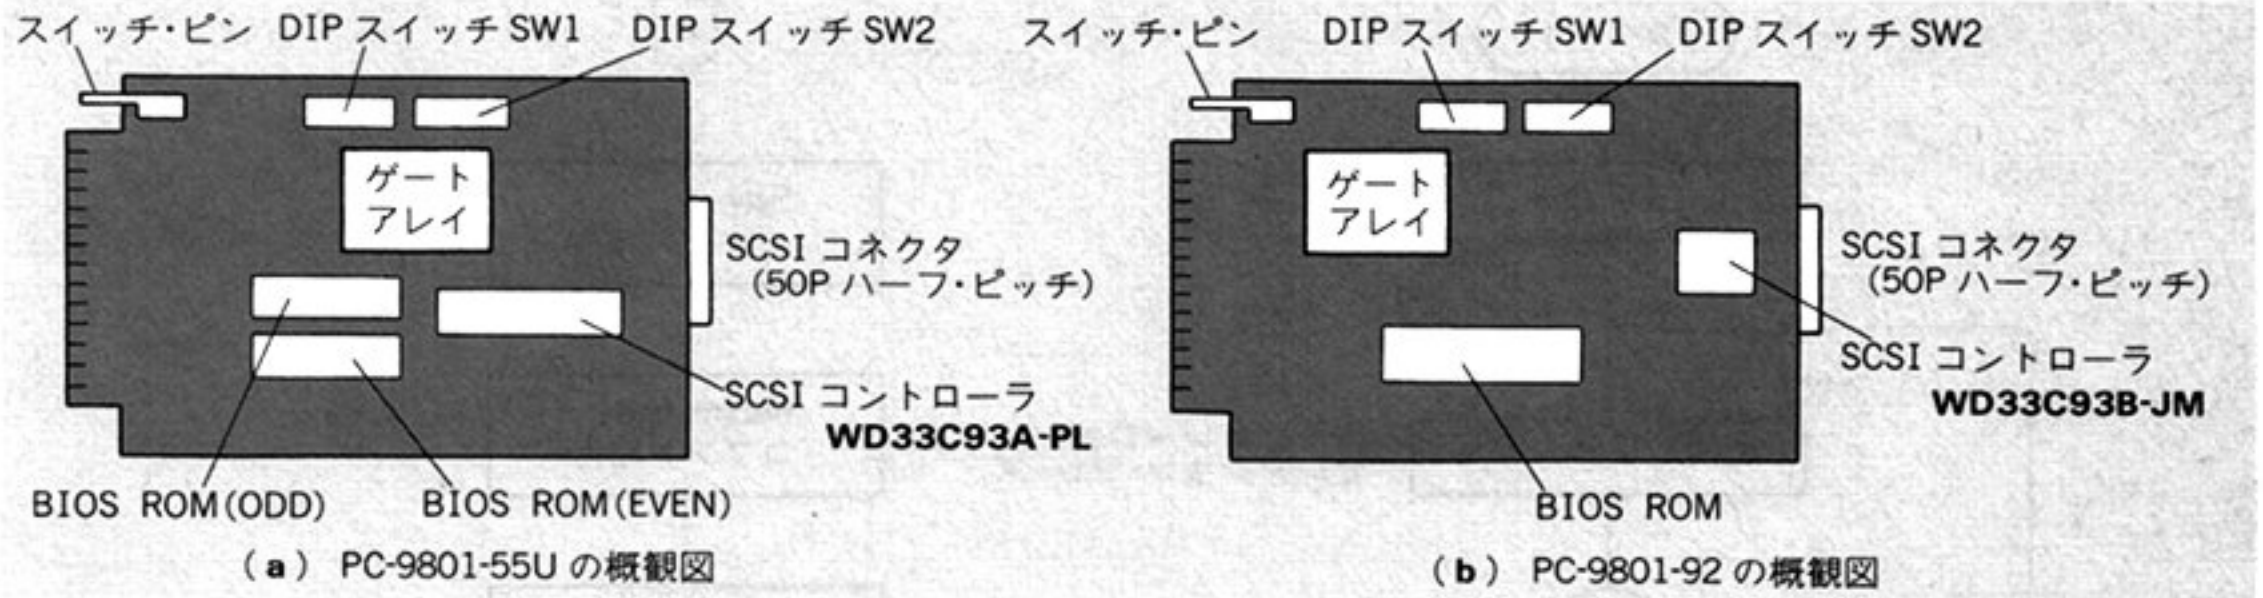 スイッチ・ピン DIP スイッチ SW1 DIP スイッチ SW2
ゲート
アレイ
SCSI コネクタ
(50P ハーフ・ピッチ)
SCSI コントローラ
WD33C93A-PL
BIOS ROM(ODD) BIOS ROM(EVEN)
(a) PC-9801-55U の概観図
スイッチ・ピン DIP スイッチ SW1 DIP スイッチ SW2
ゲート
アレイ
SCSI コネクタ
(50P ハーフ・ピッチ)
SCSI コントローラ
WD33C93B-JM
BIOS ROM
(b) PC-9801-92 の概観図